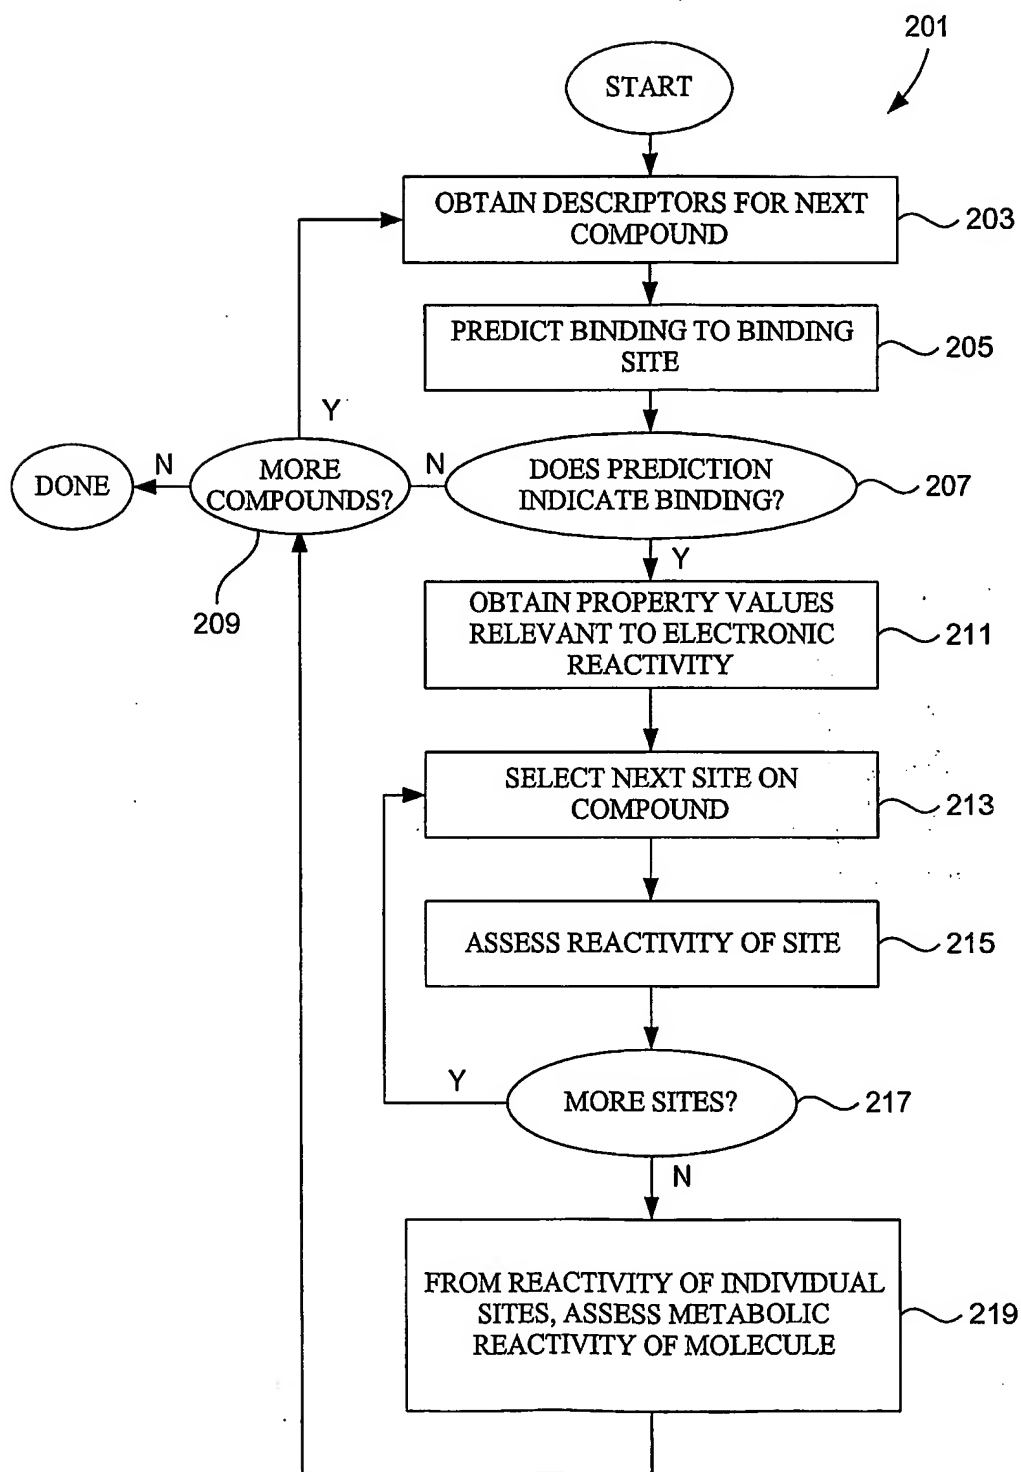 201
START
OBTAIN DESCRIPTORS FOR NEXT
COMPOUND
203
PREDICT BINDING TO BINDING
SITE
205
Y
DONE
N
MORE
COMPOUNDS?
N
DOES PREDICTION
INDICATE BINDING?
207
209
Y
OBTAIN PROPERTY VALUES
RELEVANT TO ELECTRONIC
REACTIVITY
211
SELECT NEXT SITE ON
COMPOUND
213
ASSESS REACTIVITY OF SITE
215
Y
MORE SITES?
217
N
FROM REACTIVITY OF INDIVIDUAL
SITES, ASSESS METABOLIC
REACTIVITY OF MOLECULE
219